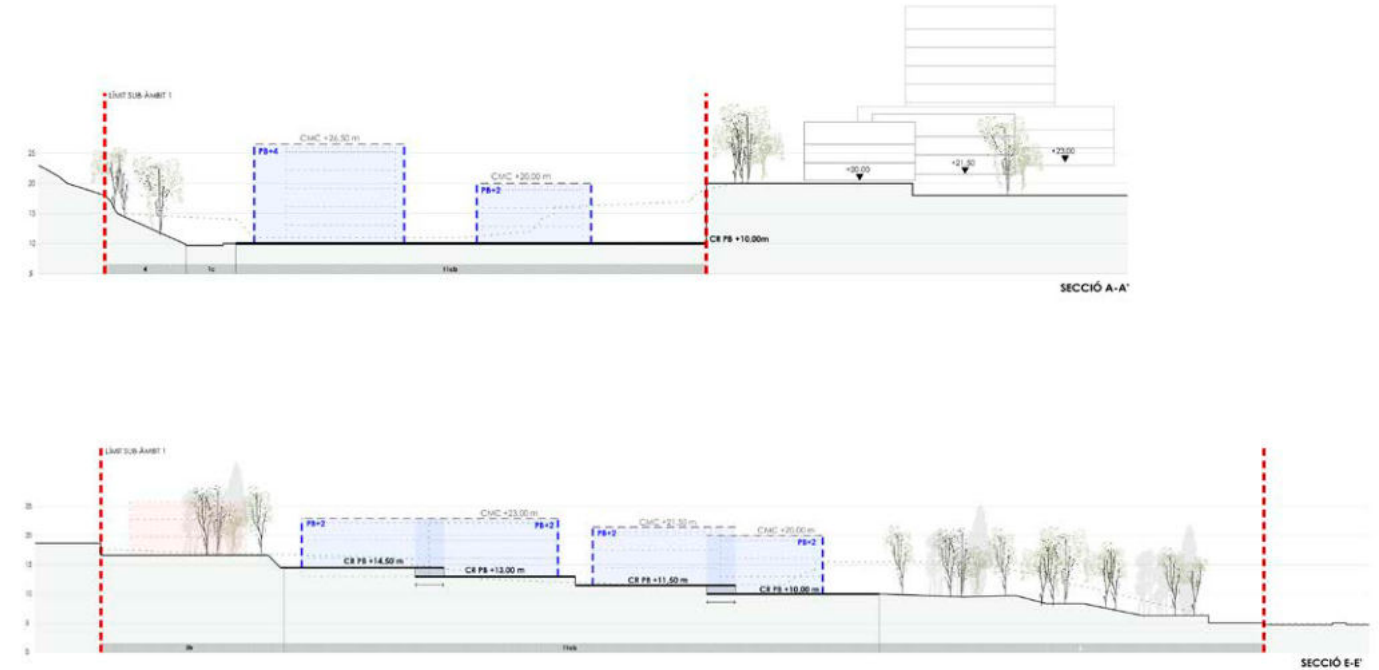 LÍMIT SUB-ÀMBIT 1
CMC +26,50 m
PB+4
CMC +20,00 m
PB+2
25
20
15
10
5
+20,00
+21,50
+23,00
CR PB +10,00m
4
1c
SECCIÓ A-A'
LÍMIT SUB-ÀMBIT 1
25
20
15
10
5
0
PB+2
CMC +23,00 m
PB+2
CMC +21,50 m
PB+2
CMC +20,00 m
PB+2
CR PB +14,50 m
CR PB +13,00 m
CR PB +11,50 m
CR PB +10,00 m
SECCIÓ E-E'